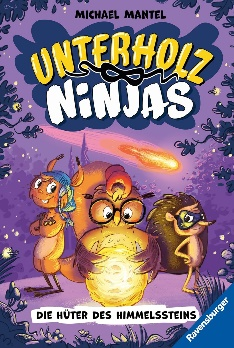 MICHAEL MANTEL
UNTERHOLZ
NINJAS
DIE HÜTER DES HIMMELSSTEINS
Ravensburger